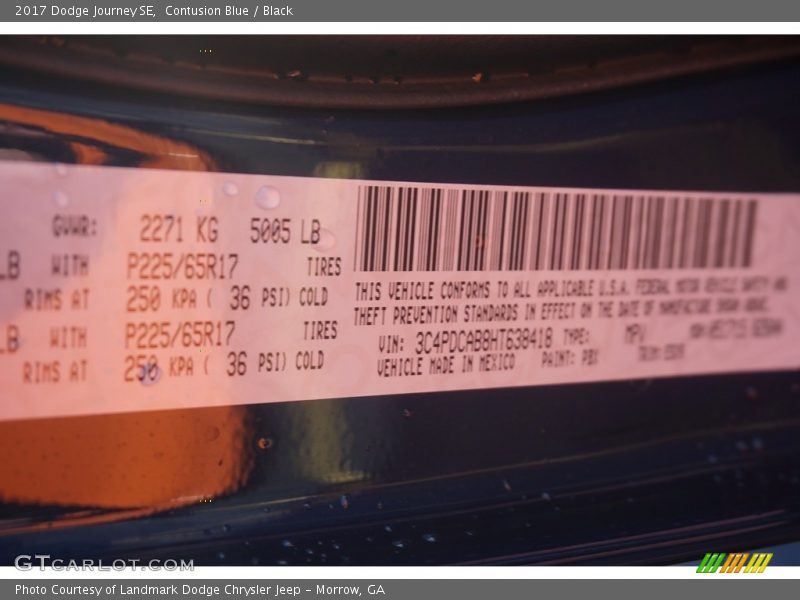 2017 Dodge Journey SE, Contusion Blue / Black
GVWR: 2271 KG 5005 LB
LB WITH P225/65R17 TIRES
RIMS AT 250 KPA ( 36 PSI) COLD
LB WITH P225/65R17 TIRES
RIMS AT 250 KPA ( 36 PSI) COLD
THIS VEHICLE CONFORMS TO ALL APPLICABLE U.S.A. FEDERAL MOTOR VEHICLE SAFETY AND
THEFT PREVENTION STANDARDS IN EFFECT ON THE DATE OF MANUFACTURE SHOWN ABOVE.
VIN: 3C4PDCAB8HT638418 TYPE: MPV
VEHICLE MADE IN MEXICO PAINT: PBX TRIM:
GTCARLOT.COM
Photo Courtesy of Landmark Dodge Chrysler Jeep – Morrow, GA